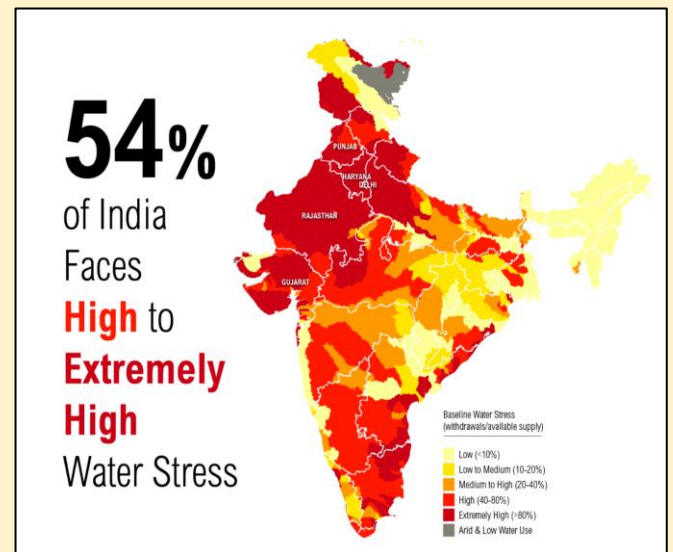 54%
of India
Faces
High to
Extremely
High
Water Stress
PUNJAB
HARYANA
DELHI
RAJASTHAN
GUJARAT
Baseline Water Stress
(withdrawals/available supply)
Low (<10%)
Low to Medium (10-20%)
Medium to High (20-40%)
High (40-80%)
Extremely High (>80%)
Arid & Low Water Use